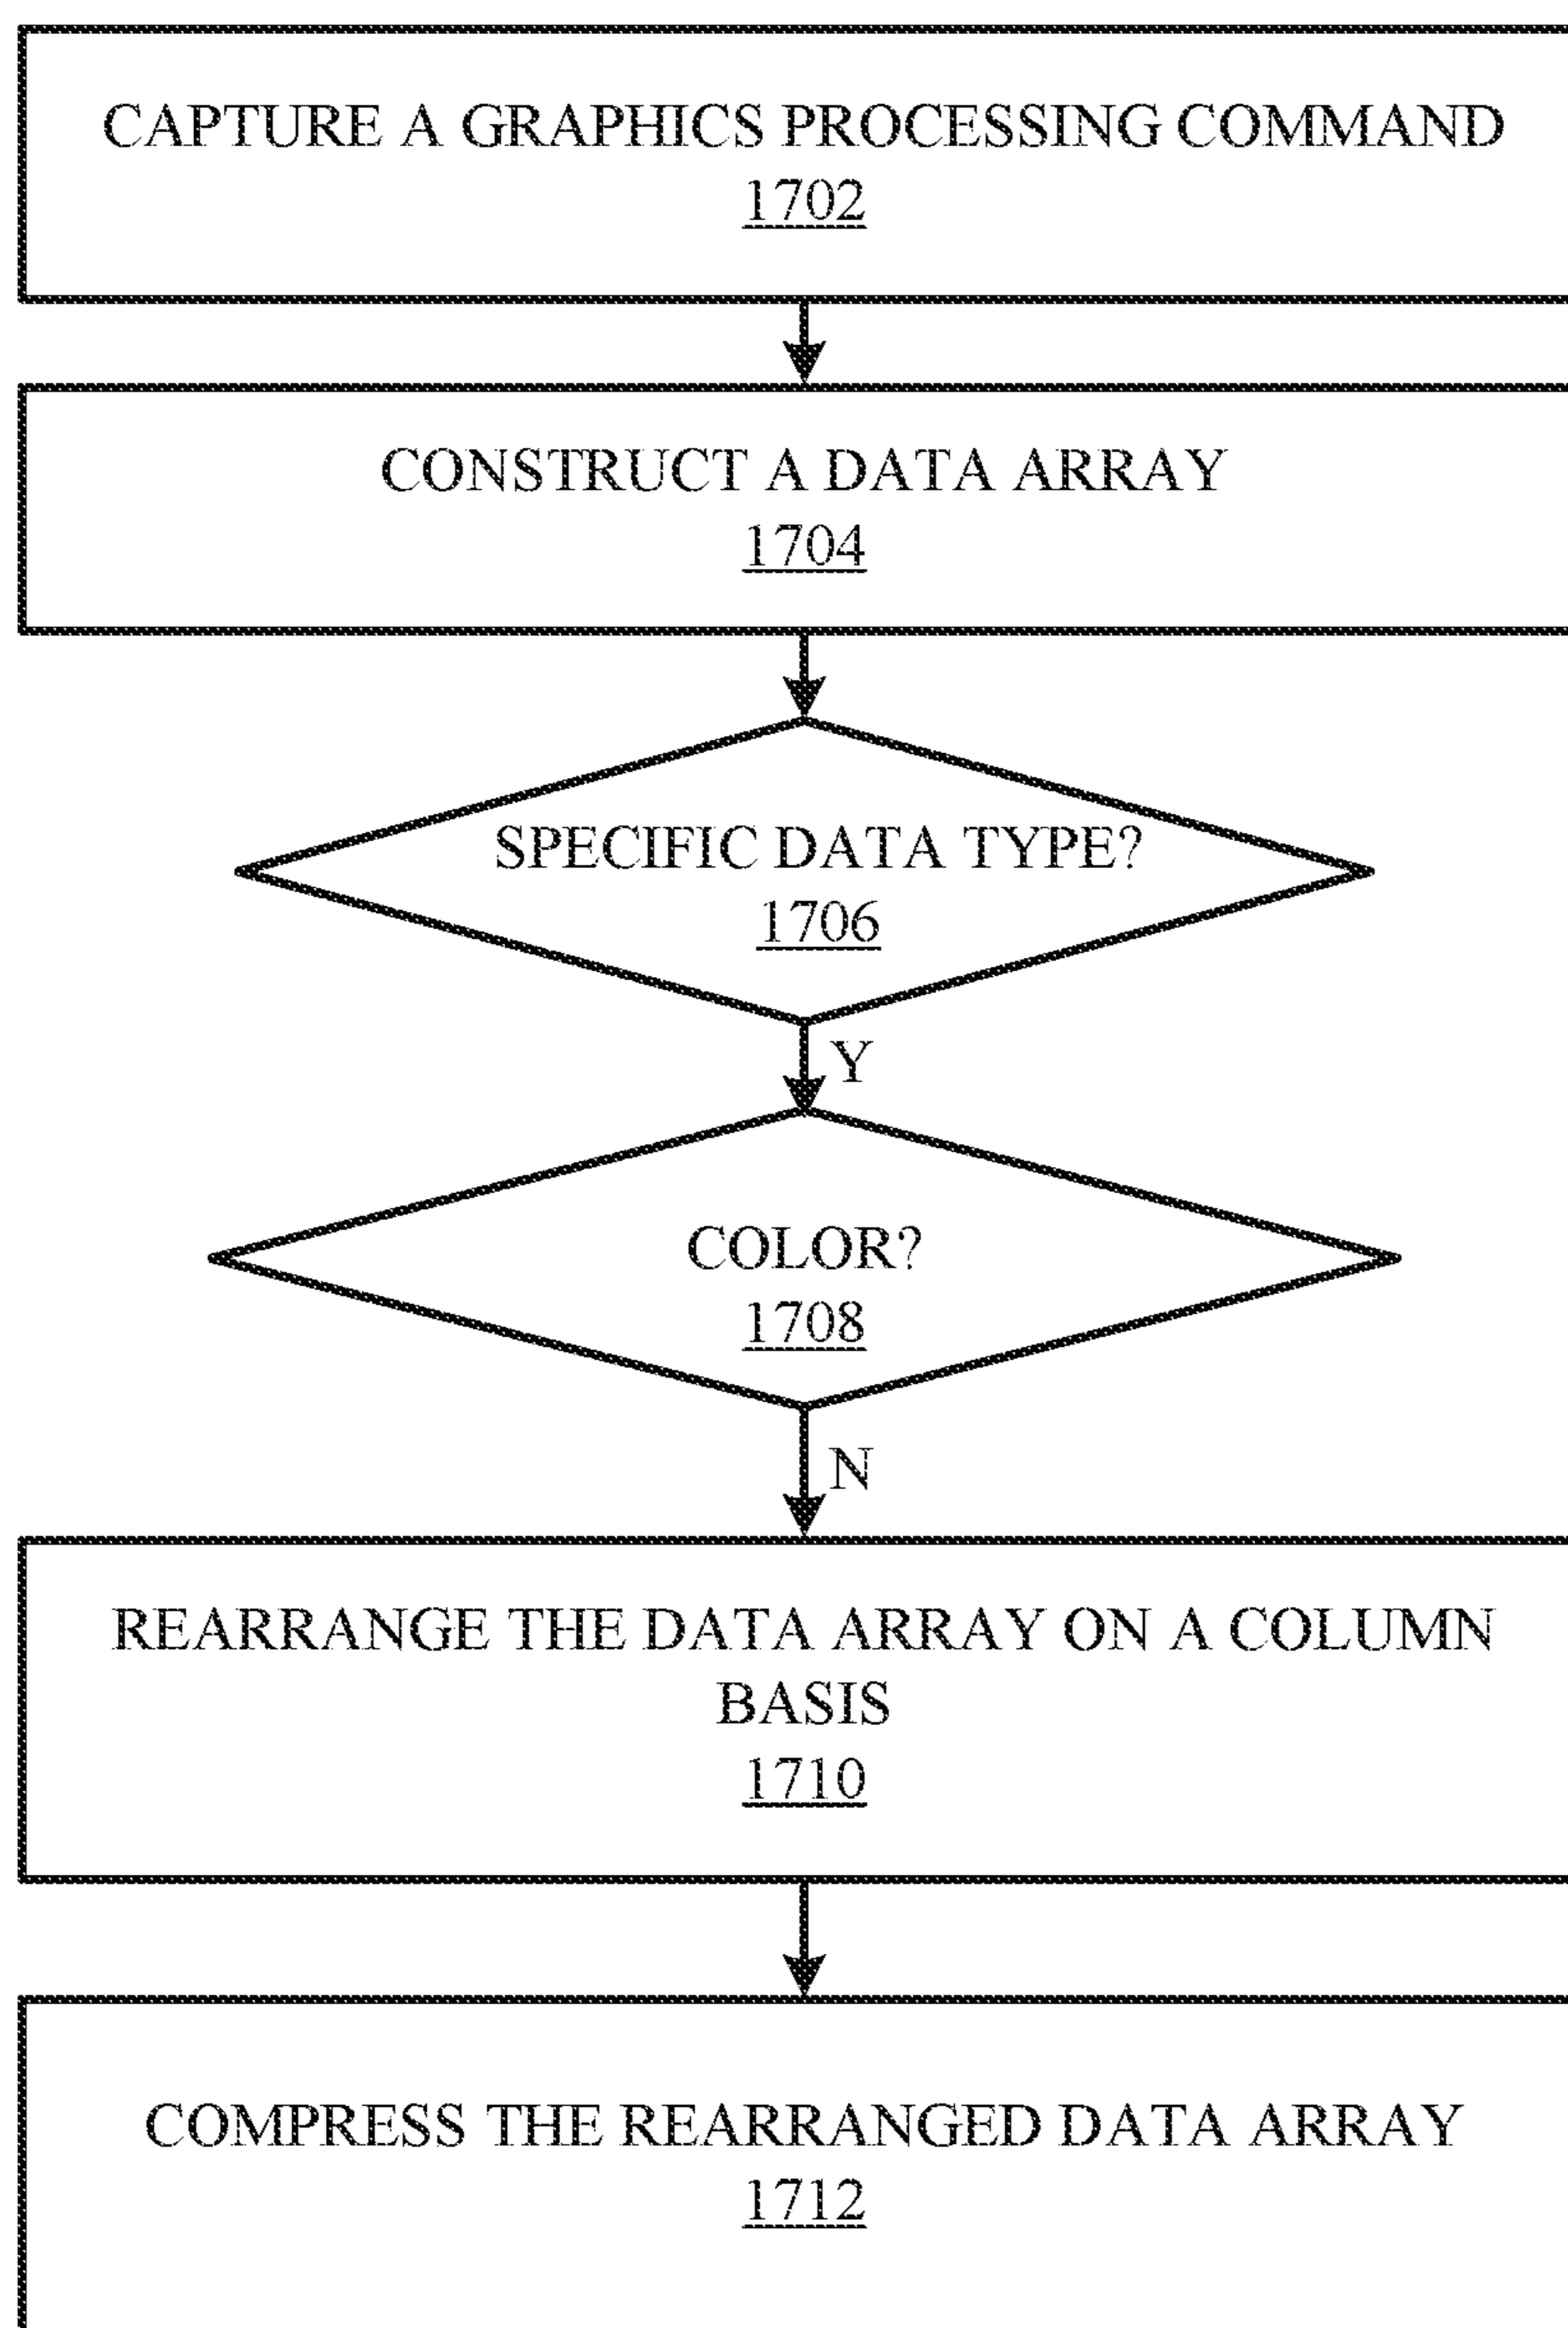 CAPTURE A GRAPHICS PROCESSING COMMAND
1702
CONSTRUCT A DATA ARRAY
1704
SPECIFIC DATA TYPE?
1706
Y
COLOR?
1708
N
REARRANGE THE DATA ARRAY ON A COLUMN
BASIS
1710
COMPRESS THE REARRANGED DATA ARRAY
1712